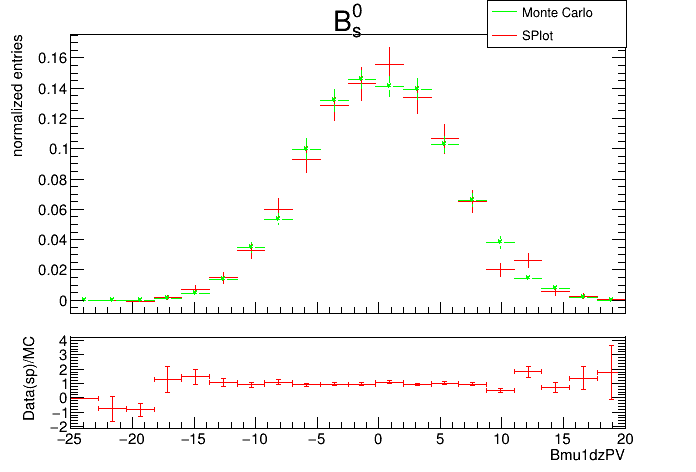 B⁰ₛ
Monte Carlo
SPlot
normalized entries
0.16
0.14
0.12
0.1
0.08
0.06
0.04
0.02
0
Data(sp)/MC
4
3
2
1
0
−1
−2
−25 −20 −15 −10 −5 0 5 10 15 20
Bmu1dzPV